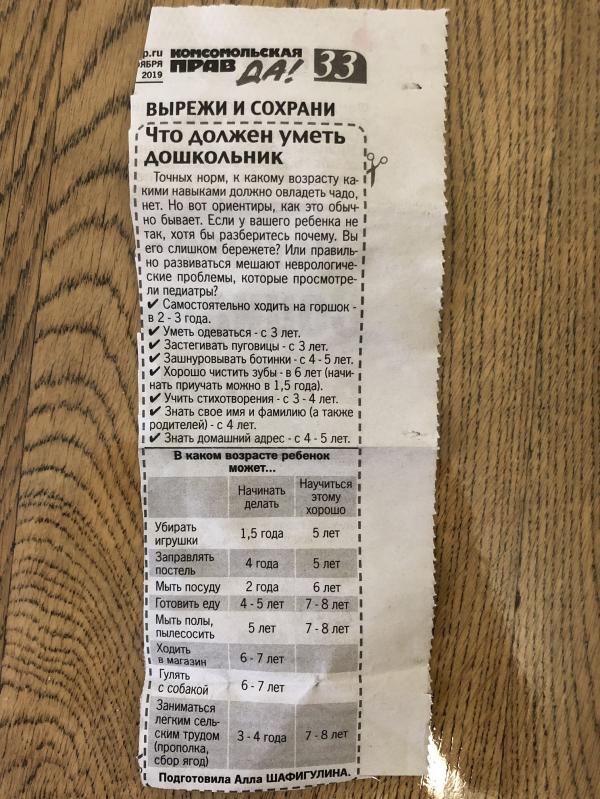 p.ru
ЯБРЯ
2019
КОМСОМОЛЬСКАЯ
ПРАВДА!
33
ВЫРЕЖИ И СОХРАНИ
Что должен уметь
дошкольник
Точных норм, к какому возрасту ка-
кими навыками должно овладеть чадо,
нет. Но вот ориентиры, как это обыч-
но бывает. Если у вашего ребенка не
так, хотя бы разберитесь почему. Вы
его слишком бережете? Или правиль-
но развиваться мешают неврологиче-
ские проблемы, которые просмотре-
ли педиатры?
✔ Самостоятельно ходить на горшок -
в 2 - 3 года.
✔ Уметь одеваться - с 3 лет.
✔ Застегивать пуговицы - с 3 лет.
✔ Зашнуровывать ботинки - с 4 - 5 лет.
✔ Хорошо чистить зубы - в 6 лет (начи-
нать приучать можно в 1,5 года).
✔ Учить стихотворения - с 3 - 4 лет.
✔ Знать свое имя и фамилию (а также
родителей) - с 4 лет.
✔ Знать домашний адрес - с 4 - 5 лет.
В каком возрасте ребенок
может...
Начинать
делать
Научиться
этому
хорошо
Убирать
игрушки
1,5 года
5 лет
Заправлять
постель
4 года
5 лет
Мыть посуду
2 года
6 лет
Готовить еду
4 - 5 лет
7 - 8 лет
Мыть полы,
пылесосить
5 лет
7 - 8 лет
Ходить
в магазин
6 - 7 лет
Гулять
с собакой
6 - 7 лет
Заниматься
легким сель-
ским трудом
(прополка,
сбор ягод)
3 - 4 года
7 - 8 лет
Подготовила Алла ШАФИГУЛИНА.